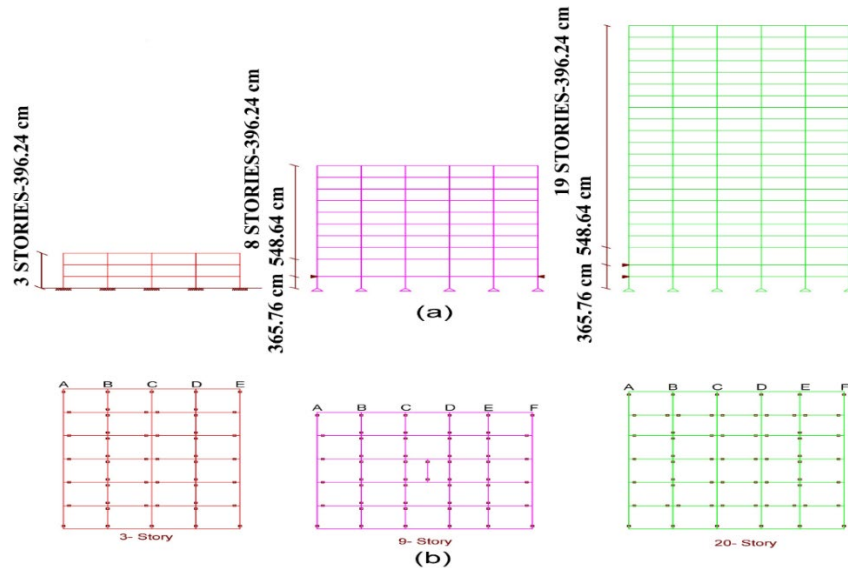 3 STORIES-396.24 cm
8 STORIES-396.24 cm
548.64 cm
365.76 cm
19 STORIES-396.24 cm
548.64 cm
365.76 cm
(a)
A B C D E
A B C D E F
A B C D E F
3- Story
9- Story
20- Story
(b)